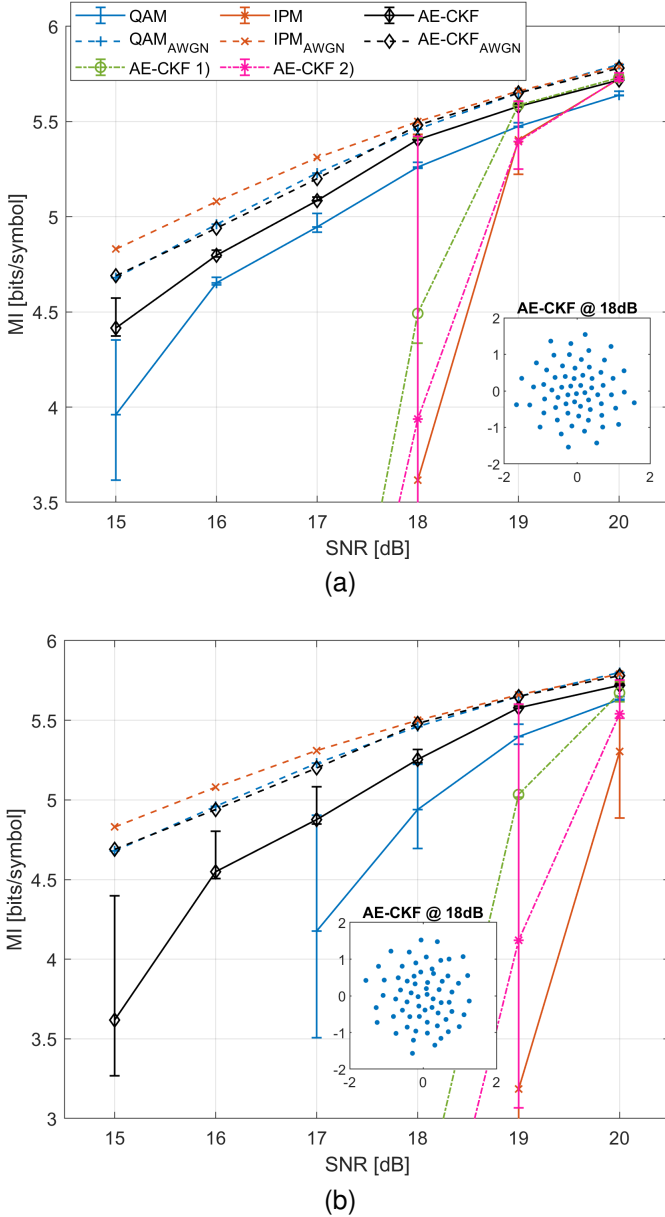 QAM IPM AE-CKF
QAM_AWGN IPM_AWGN AE-CKF_AWGN
AE-CKF 1) AE-CKF 2)
6
5.5
5
4.5
4
3.5
MI [bits/symbol]
AE-CKF @ 18dB
2
1
0
-1
-2
-2 0 2
15 16 17 18 19 20
SNR [dB]
(a)
6
5.5
5
4.5
4
3.5
3
MI [bits/symbol]
AE-CKF @ 18dB
2
1
0
-1
-2
-2 0 2
15 16 17 18 19 20
SNR [dB]
(b)